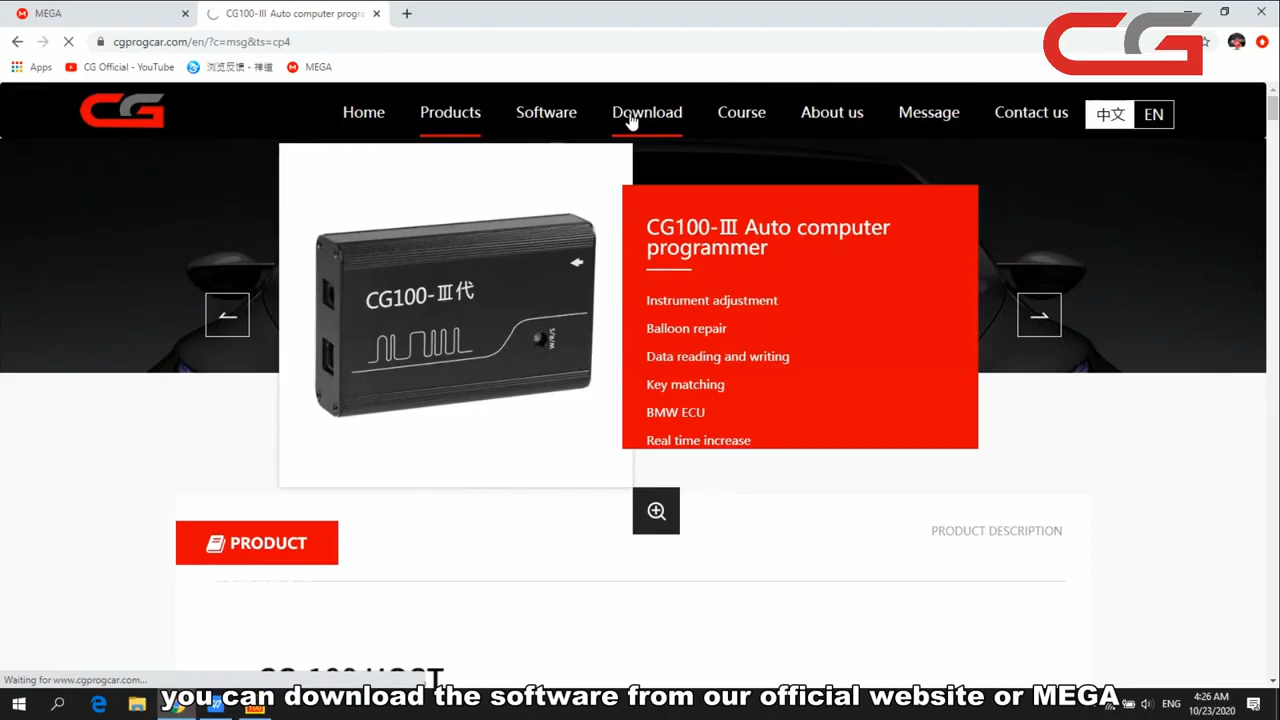 MEGA
CG100-Ⅲ Auto computer progra
cgprogcar.com/en/?c=msg&ts=cp4
Apps
CG Official - YouTube
浏览反馈 - 禅道
MEGA
CG
CG
Home
Products
Software
Download
Course
About us
Message
Contact us
中文
EN
CG100-Ⅲ代
W/R/S
CG100-Ⅲ Auto computer
programmer
Instrument adjustment
Balloon repair
Data reading and writing
Key matching
BMW ECU
Real time increase
PRODUCT
PRODUCT DESCRIPTION
CG 100 HOST
Waiting for www.cgprogcar.com...
you can download the software from our official website or MEGA
ENG
4:26 AM
10/23/2020